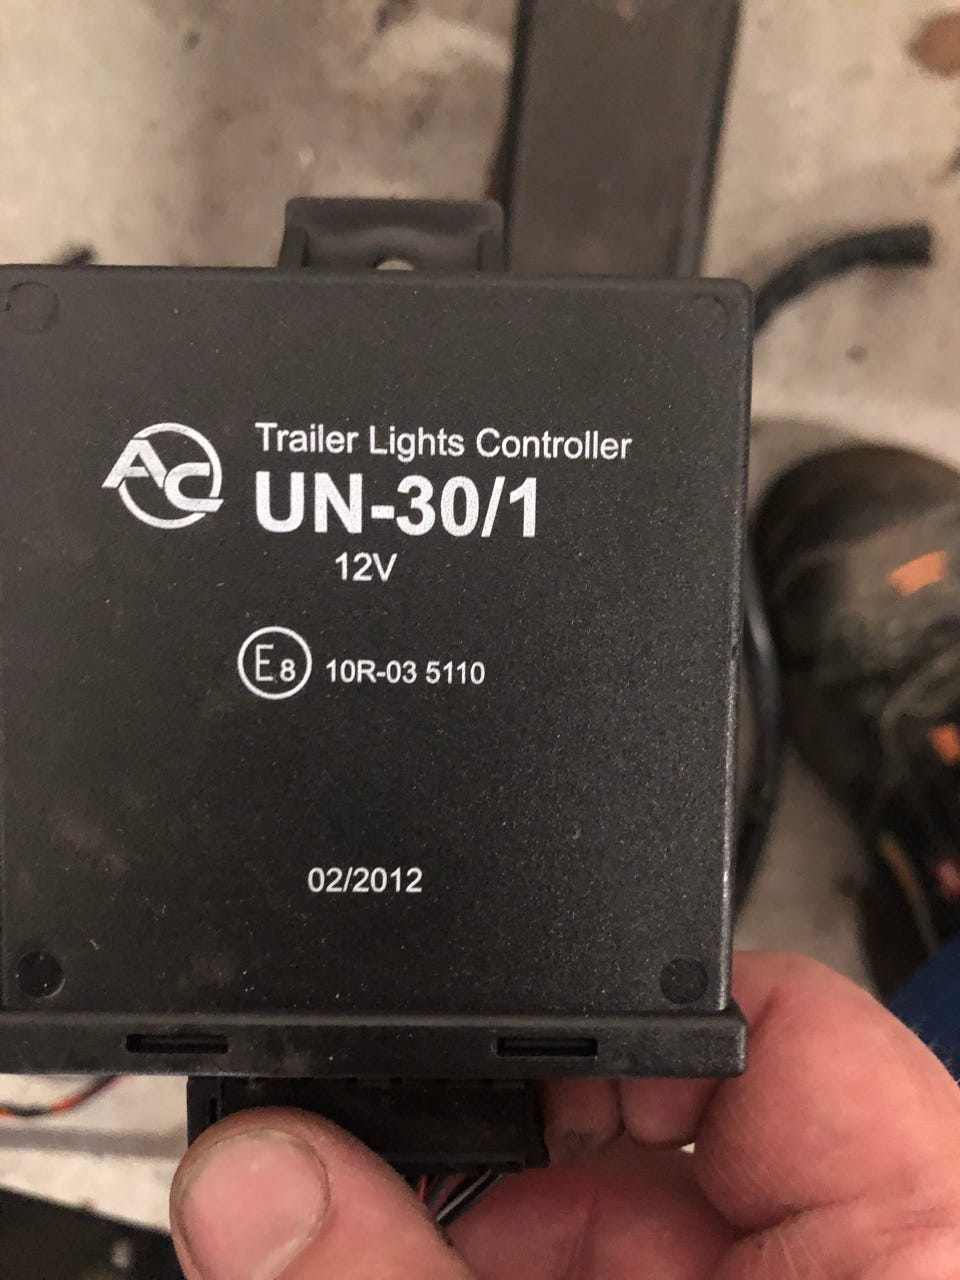 AC
Trailer Lights Controller
UN-30/1
12V
E8 10R-03 5110
02/2012